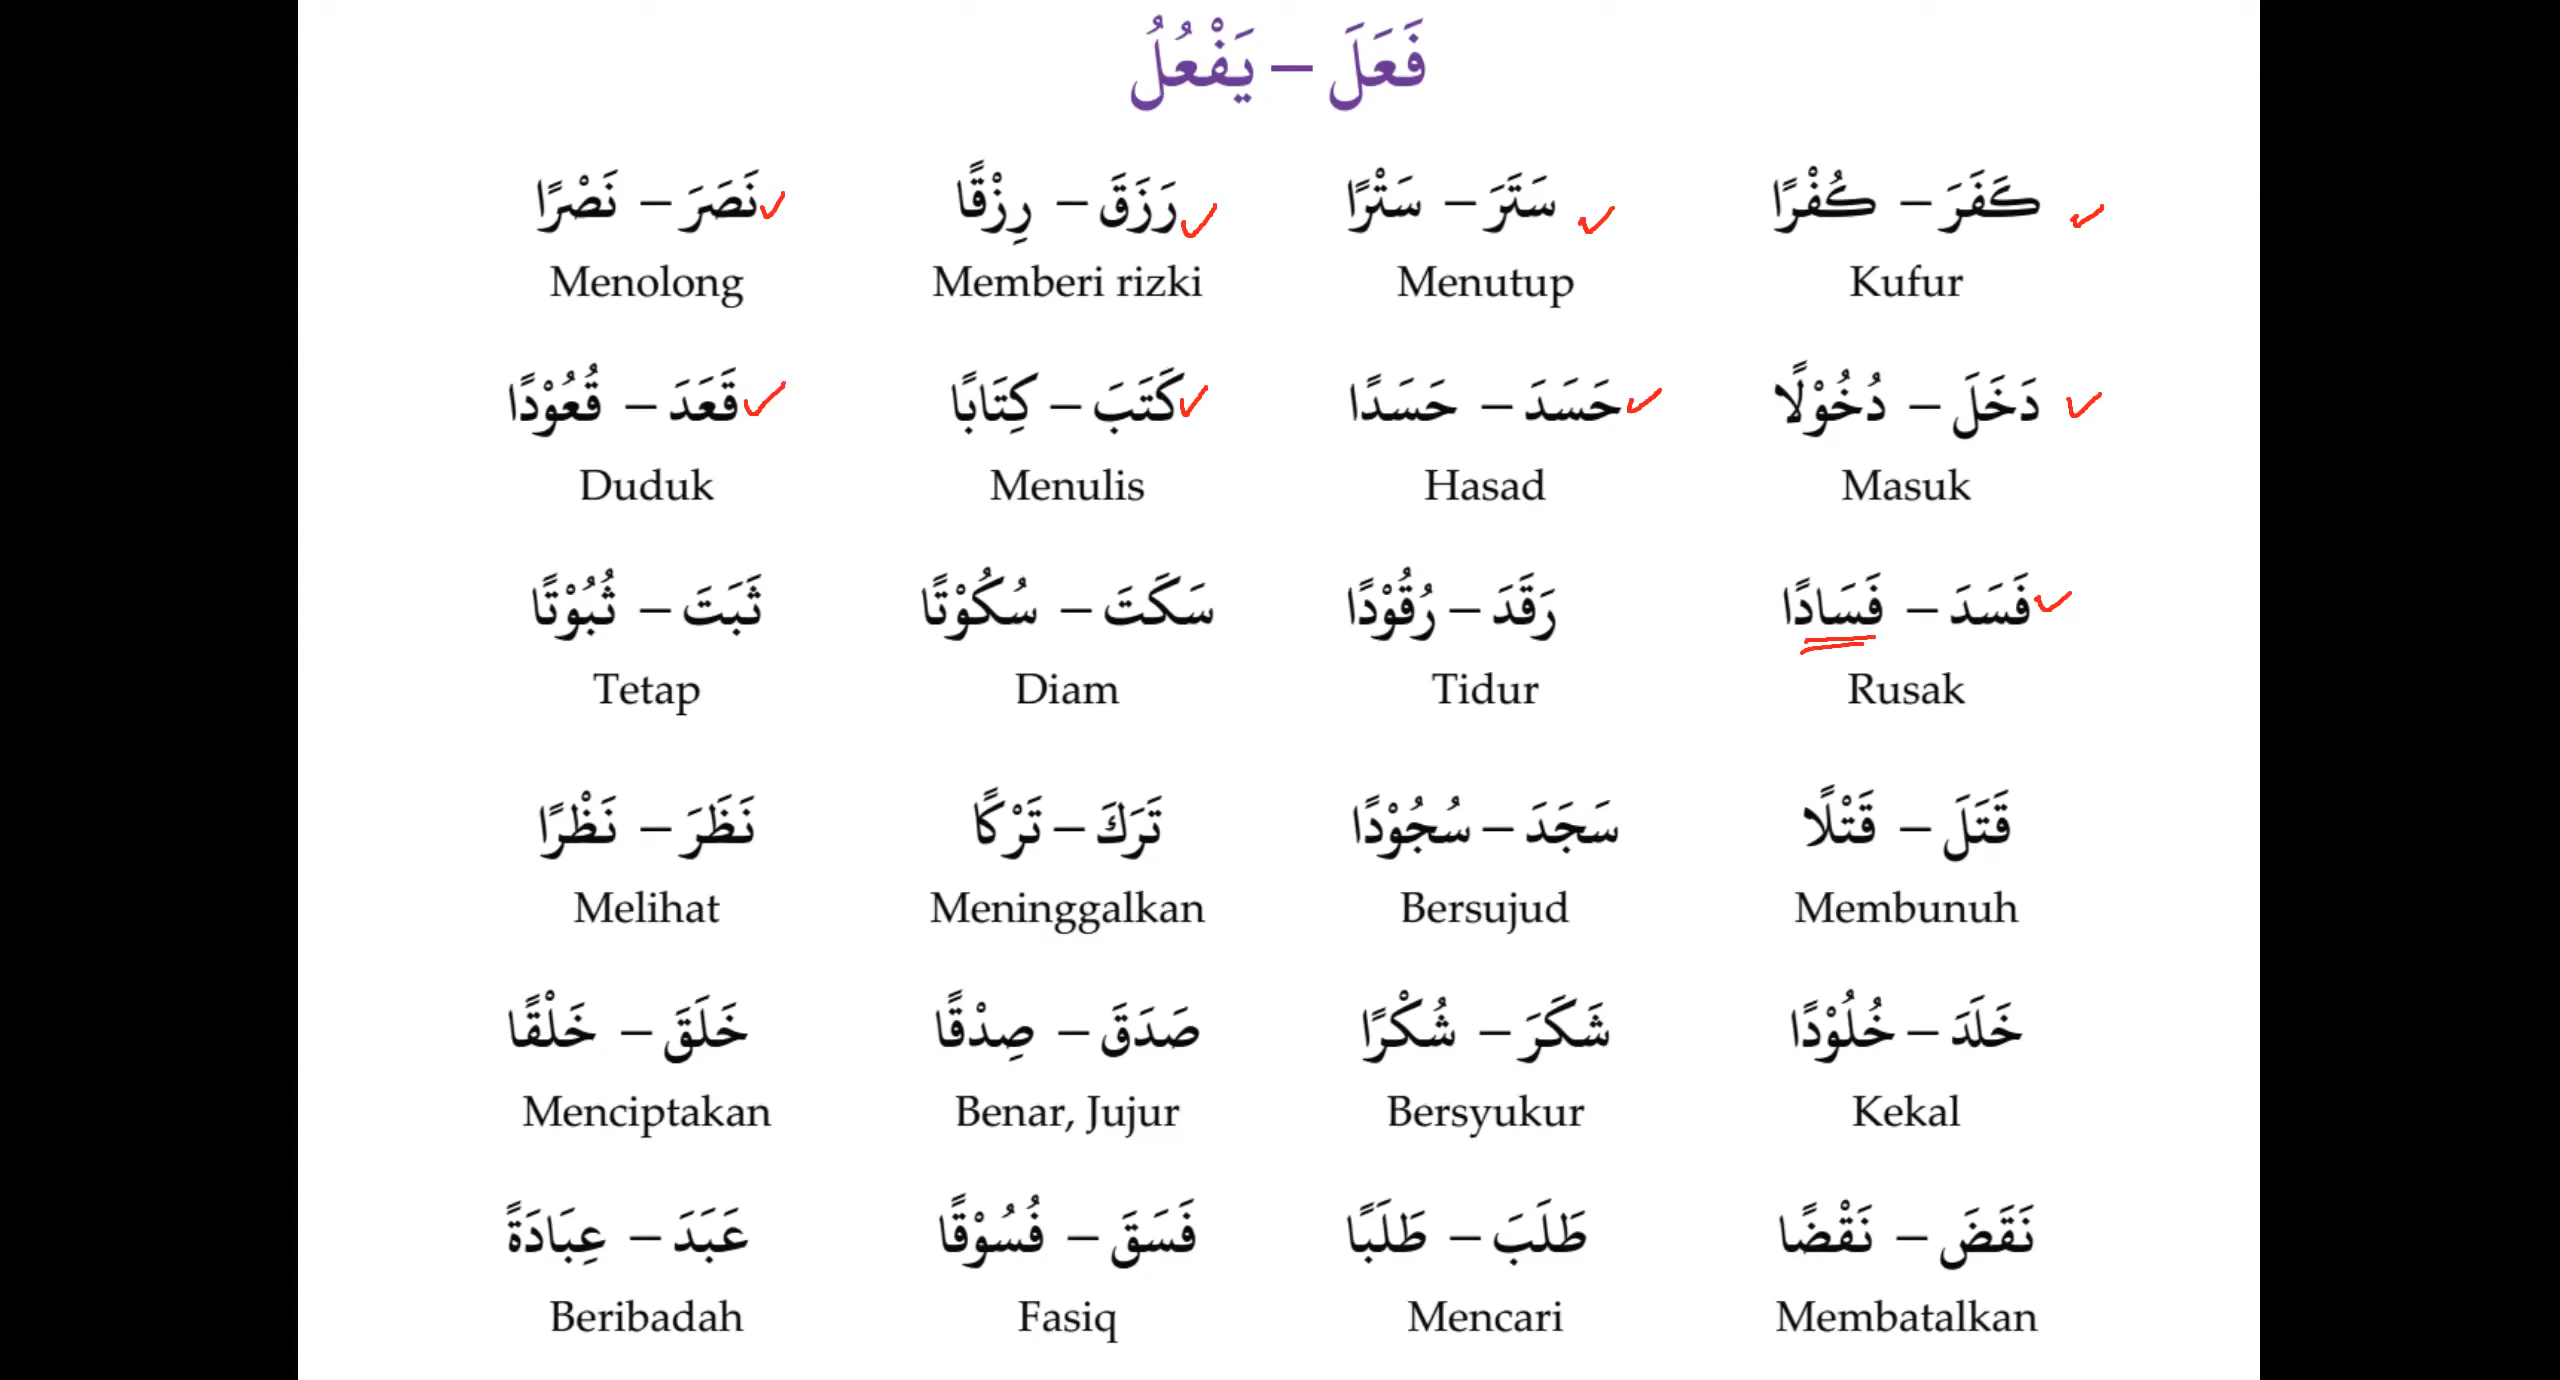 فَعَلَ – يَفْعُلُ
كَفَرَ – كُفْرًا سَتَرَ – سَتْرًا رَزَقَ – رِزْقًا نَصَرَ – نَصْرًا
Menolong Memberi rizki Menutup Kufur
دَخَلَ – دُخُوْلًا حَسَدَ – حَسَدًا كَتَبَ – كِتَابًا قَعَدَ – قُعُوْدًا
Duduk Menulis Hasad Masuk
فَسَدَ – فَسَادًا رَقَدَ – رُقُوْدًا سَكَتَ – سُكُوْتًا ثَبَتَ – ثُبُوْتًا
Tetap Diam Tidur Rusak
قَتَلَ – قَتْلًا سَجَدَ – سُجُوْدًا تَرَكَ – تَرْكًا نَظَرَ – نَظْرًا
Melihat Meninggalkan Bersujud Membunuh
خَلَدَ – خُلُوْدًا شَكَرَ – شُكْرًا صَدَقَ – صِدْقًا خَلَقَ – خَلْقًا
Menciptakan Benar, Jujur Bersyukur Kekal
نَقَضَ – نَقْضًا طَلَبَ – طَلَبًا فَسَقَ – فُسُوْقًا عَبَدَ – عِبَادَةً
Beribadah Fasiq Mencari Membatalkan